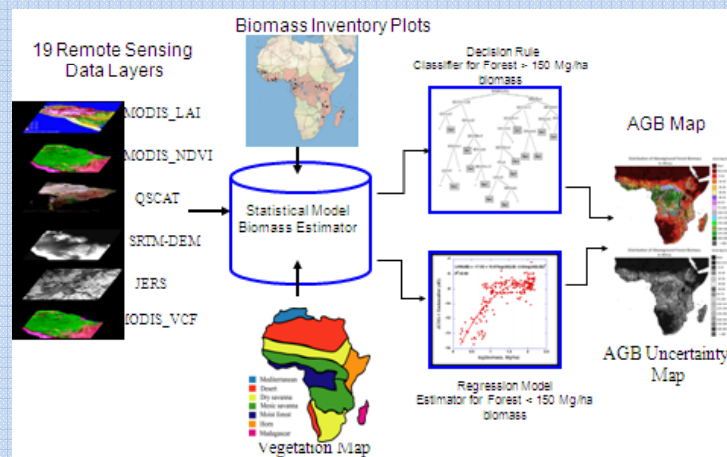 Biomass Inventory Plots
19 Remote Sensing
Data Layers
MODIS_LAI
MODIS_NDVI
QSCAT
SRTM-DEM
JERS
MODIS_VCF
Statistical Model
Biomass Estimator
Mediterranean
Desert
Dry savanna
Mesic savanna
Moist forest
Horn
Madagascar
Vegetation Map
Decision Rule
Classifier for Forest > 150 Mg/ha
biomass
Regression Model
Estimator for Forest < 150 Mg/ha
biomass
AGB Map
AGB Uncertainty
Map